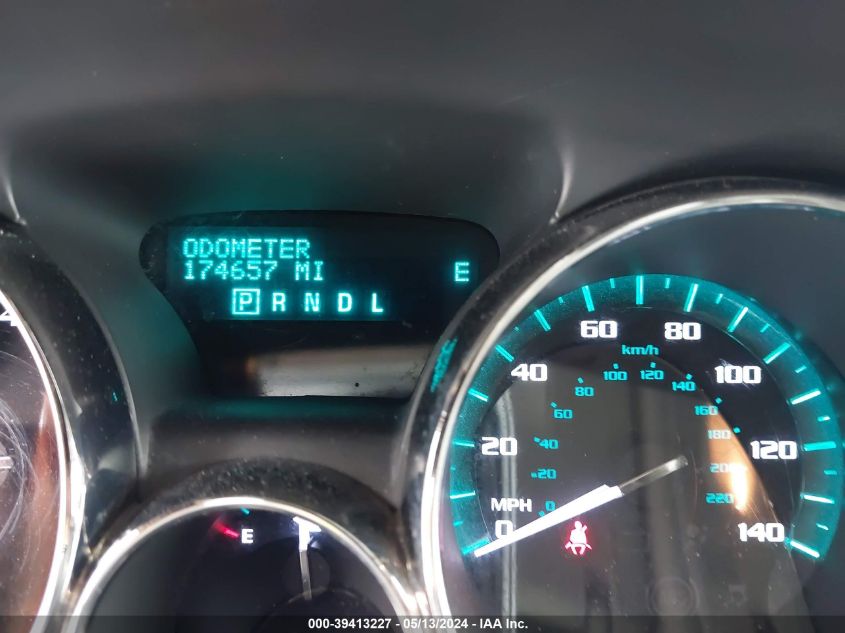 ODOMETER
174657 MI E
P R N D L
4
60 80
km/h
40 100
80 100 120 140
60 160
20 120
40 180
20 200
MPH 0 220
0 140
E
000-39413227 - 05/13/2024 - IAA Inc.